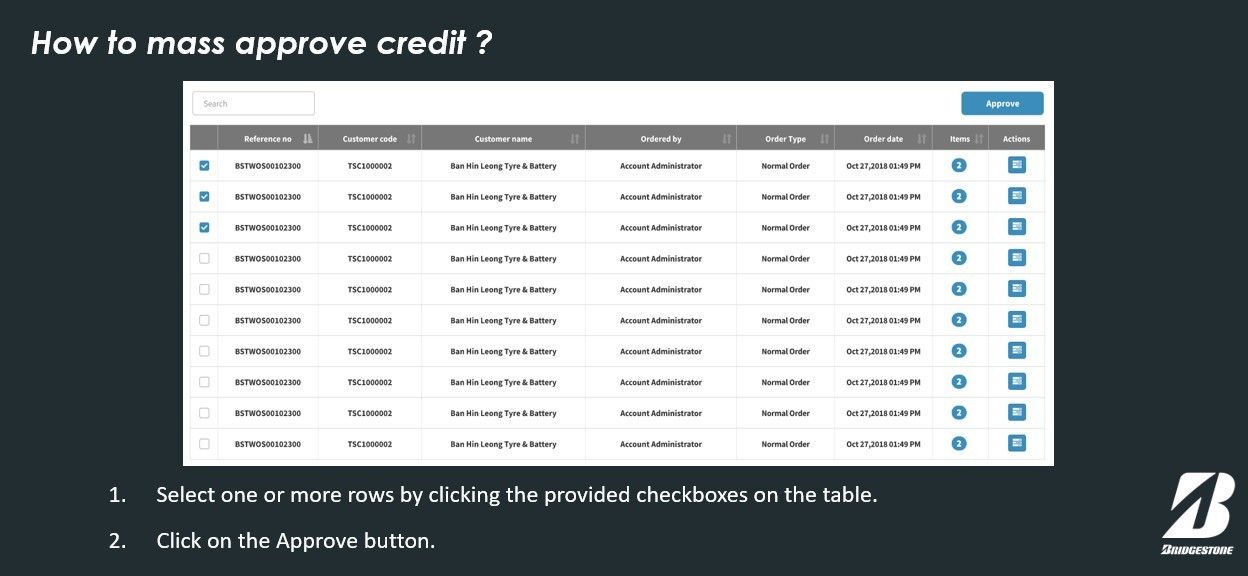 How to mass approve credit ?
Search
Approve
Reference no Customer code Customer name Ordered by Order Type Order date Items Actions
BSTWOS00102300 TSC1000002 Ban Hin Leong Tyre & Battery Account Administrator Normal Order Oct 27,2018 01:49 PM 2
BSTWOS00102300 TSC1000002 Ban Hin Leong Tyre & Battery Account Administrator Normal Order Oct 27,2018 01:49 PM 2
BSTWOS00102300 TSC1000002 Ban Hin Leong Tyre & Battery Account Administrator Normal Order Oct 27,2018 01:49 PM 2
BSTWOS00102300 TSC1000002 Ban Hin Leong Tyre & Battery Account Administrator Normal Order Oct 27,2018 01:49 PM 2
BSTWOS00102300 TSC1000002 Ban Hin Leong Tyre & Battery Account Administrator Normal Order Oct 27,2018 01:49 PM 2
BSTWOS00102300 TSC1000002 Ban Hin Leong Tyre & Battery Account Administrator Normal Order Oct 27,2018 01:49 PM 2
BSTWOS00102300 TSC1000002 Ban Hin Leong Tyre & Battery Account Administrator Normal Order Oct 27,2018 01:49 PM 2
BSTWOS00102300 TSC1000002 Ban Hin Leong Tyre & Battery Account Administrator Normal Order Oct 27,2018 01:49 PM 2
BSTWOS00102300 TSC1000002 Ban Hin Leong Tyre & Battery Account Administrator Normal Order Oct 27,2018 01:49 PM 2
BSTWOS00102300 TSC1000002 Ban Hin Leong Tyre & Battery Account Administrator Normal Order Oct 27,2018 01:49 PM 2
1. Select one or more rows by clicking the provided checkboxes on the table.
2. Click on the Approve button.
BRIDGESTONE